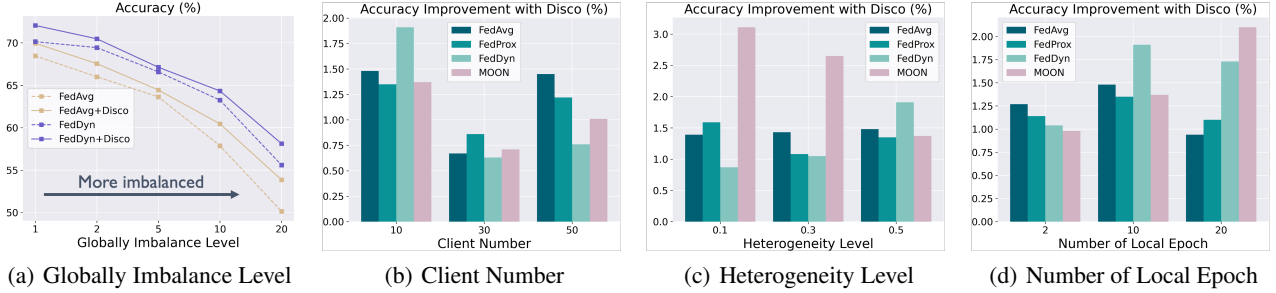 Accuracy (%)
70
65
60
55
50
FedAvg
FedAvg+Disco
FedDyn
FedDyn+Disco
More imbalanced
1 2 5 10 20
Globally Imbalance Level
(a) Globally Imbalance Level
Accuracy Improvement with Disco (%)
2.00
1.75
1.50
1.25
1.00
0.75
0.50
0.25
0.00
FedAvg
FedProx
FedDyn
MOON
10 30 50
Client Number
(b) Client Number
Accuracy Improvement with Disco (%)
3.0
2.5
2.0
1.5
1.0
0.5
0.0
FedAvg
FedProx
FedDyn
MOON
0.1 0.3 0.5
Heterogeneity Level
(c) Heterogeneity Level
Accuracy Improvement with Disco (%)
2.00
1.75
1.50
1.25
1.00
0.75
0.50
0.25
0.00
FedAvg
FedProx
FedDyn
MOON
2 10 20
Number of Local Epoch
(d) Number of Local Epoch